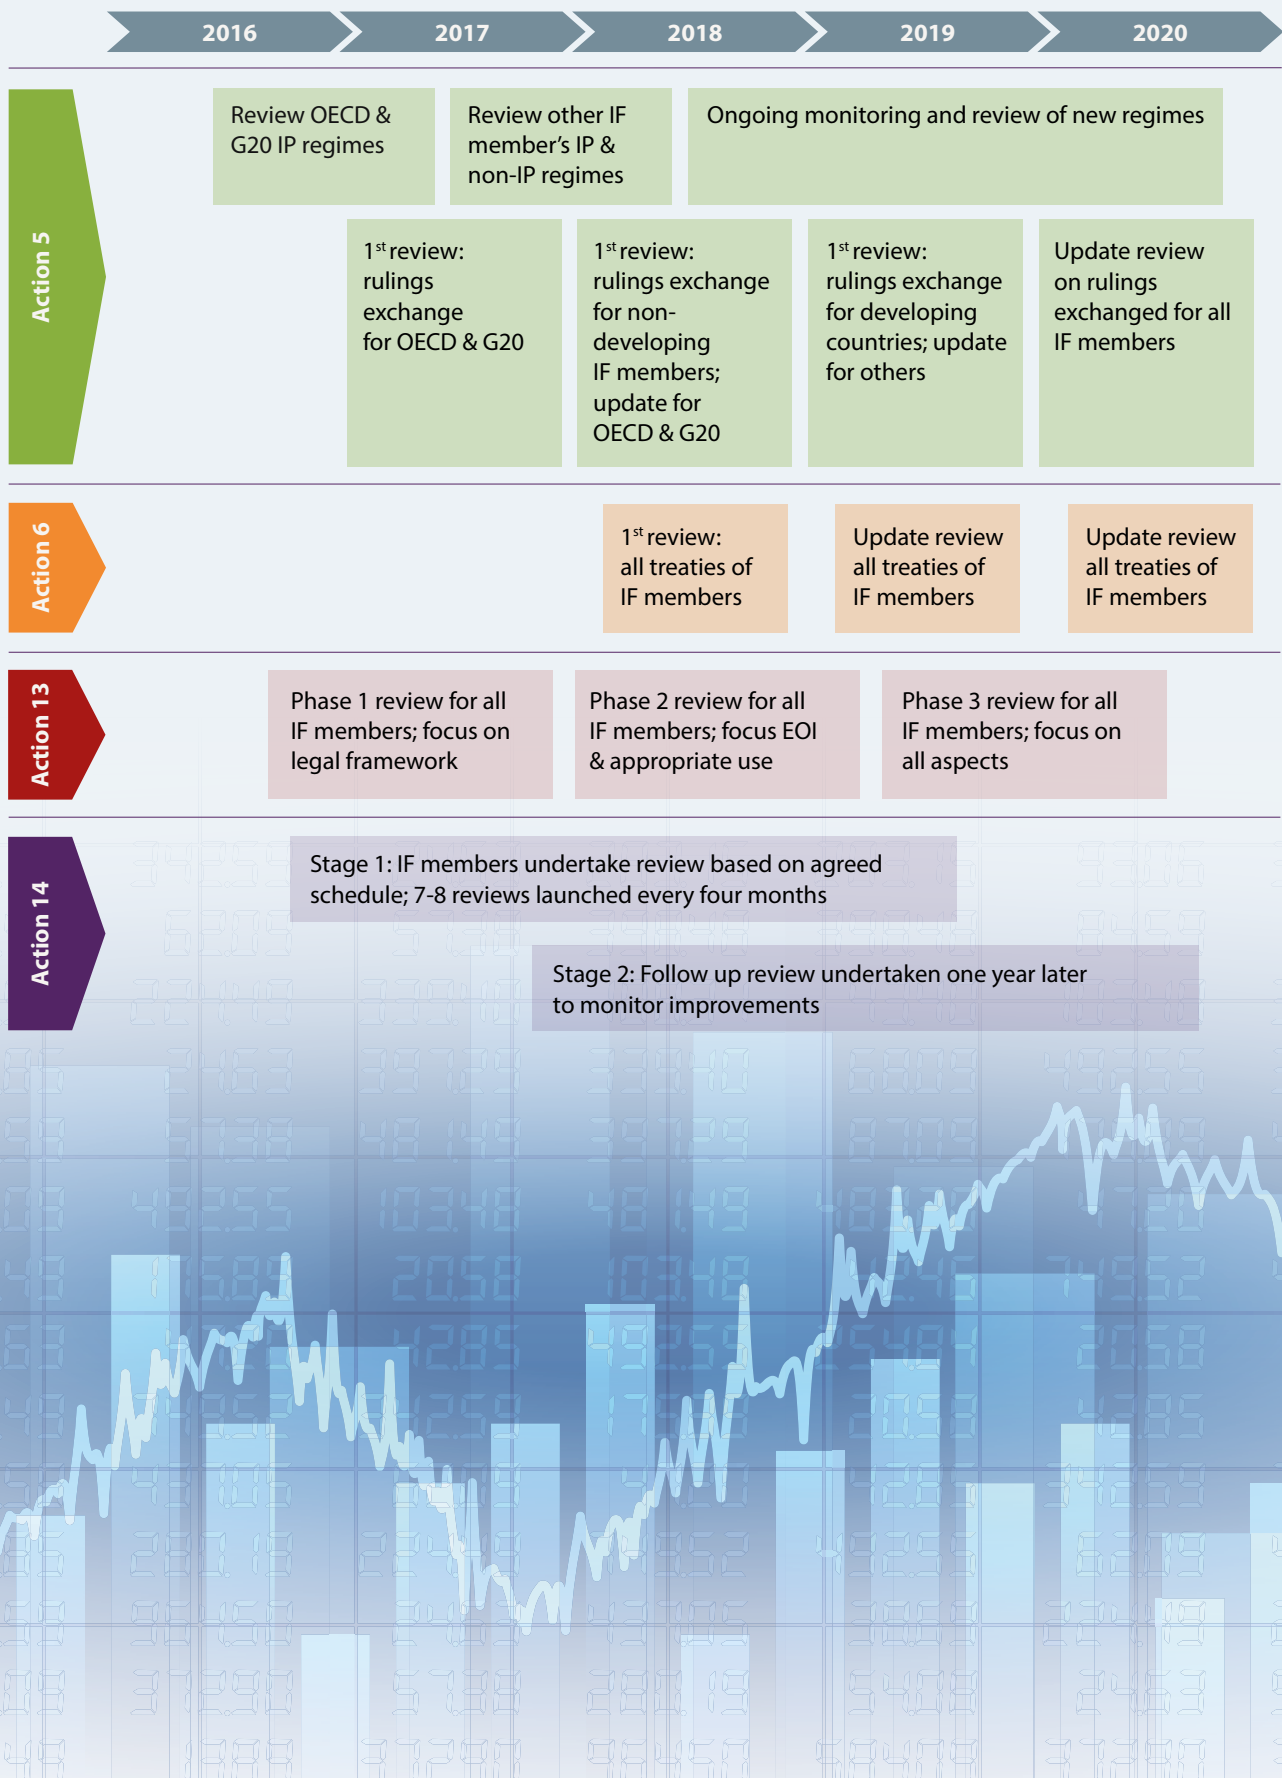 2016 2017 2018 2019 2020
Action 5
Review OECD &
G20 IP regimes
Review other IF
member’s IP &
non-IP regimes
Ongoing monitoring and review of new regimes
1st review:
rulings
exchange
for OECD & G20
1st review:
rulings exchange
for non-
developing
IF members;
update for
OECD & G20
1st review:
rulings exchange
for developing
countries; update
for others
Update review
on rulings
exchanged for all
IF members
Action 6
1st review:
all treaties of
IF members
Update review
all treaties of
IF members
Update review
all treaties of
IF members
Action 13
Phase 1 review for all
IF members; focus on
legal framework
Phase 2 review for all
IF members; focus EOI
& appropriate use
Phase 3 review for all
IF members; focus on
all aspects
Action 14
Stage 1: IF members undertake review based on agreed
schedule; 7-8 reviews launched every four months
Stage 2: Follow up review undertaken one year later
to monitor improvements